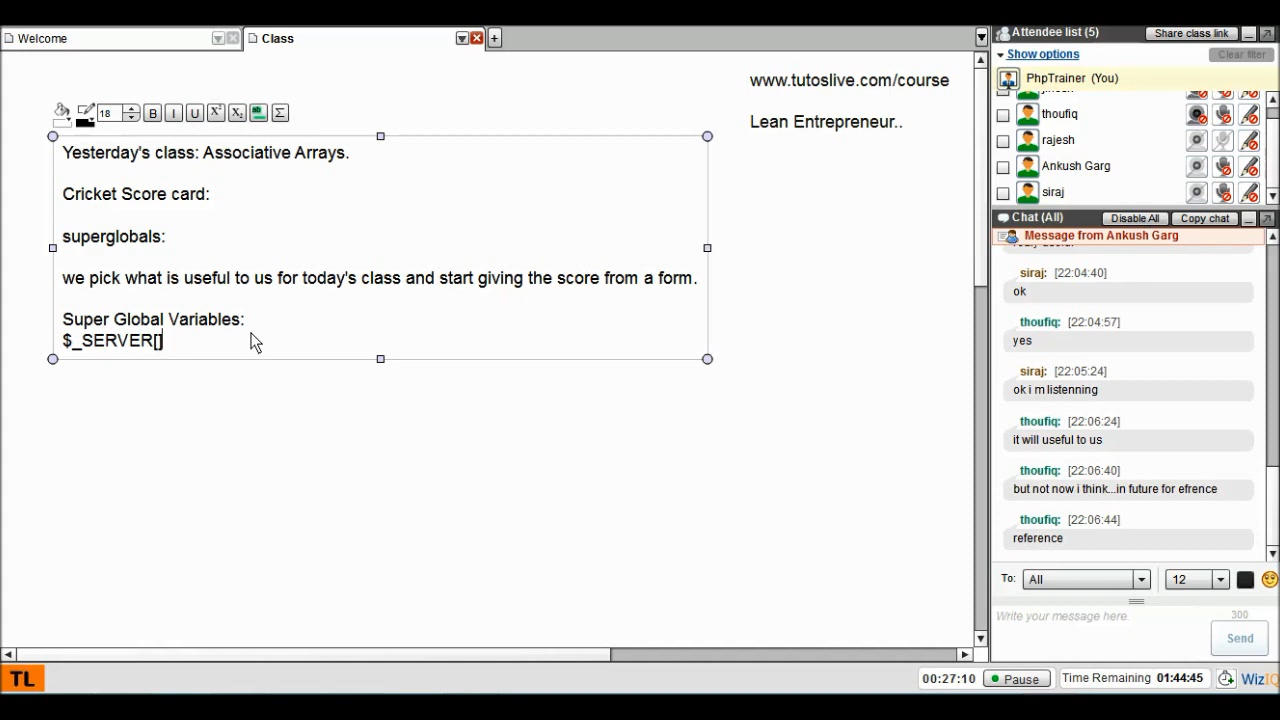 Welcome
Class
+
Attendee list (5)
Share class link
Show options
Clear filter
PhpTrainer (You)
thoufiq
rajesh
Ankush Garg
siraj
www.tutoslive.com/course
Lean Entrepreneur..
18
B I U X² X₂ ab Σ
Yesterday's class: Associative Arrays.
Cricket Score card:
superglobals:
we pick what is useful to us for today's class and start giving the score from a form.
Super Global Variables:
$_SERVER[]
Chat (All)
Disable All
Copy chat
Message from Ankush Garg
siraj: [22:04:40]
ok
thoufiq: [22:04:57]
yes
siraj: [22:05:24]
ok i m listenning
thoufiq: [22:06:24]
it will useful to us
thoufiq: [22:06:40]
but not now i think...in future for efrence
thoufiq: [22:06:44]
reference
To: All
12
Write your message here.
300
Send
TL
00:27:10
Pause
Time Remaining 01:44:45
WizIQ